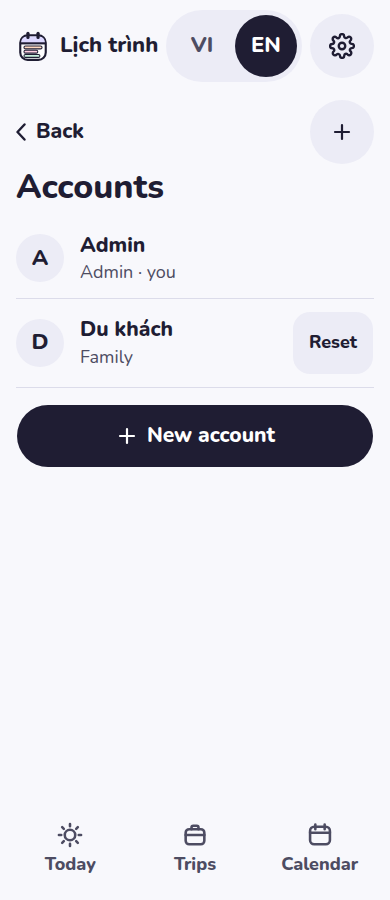 Lịch trình
VI
EN
Back
Accounts
A
Admin
Admin · you
D
Du khách
Family
Reset
New account
Today
Trips
Calendar